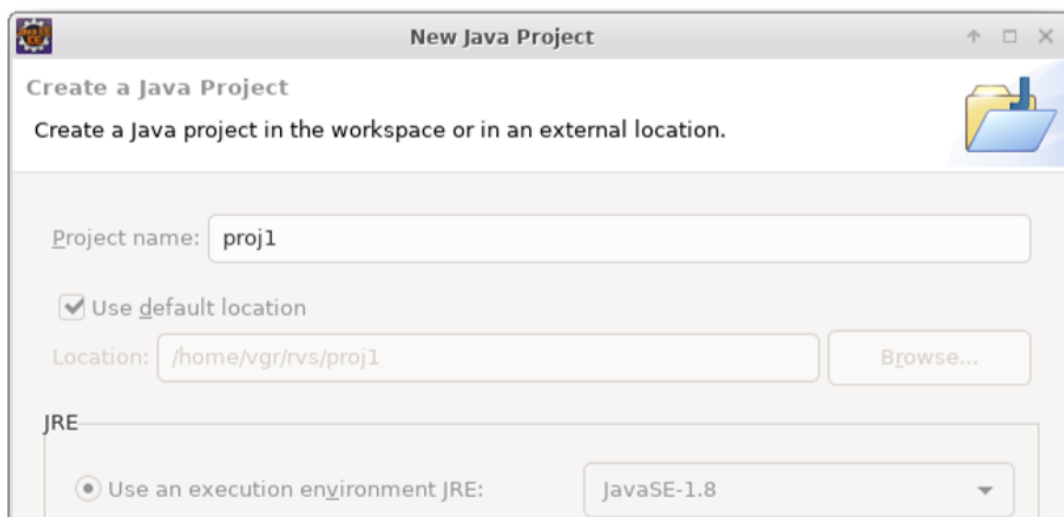 New Java Project
Create a Java Project
Create a Java project in the workspace or in an external location.
Project name: proj1
Use default location
Location: /home/vgr/rvs/proj1 Browse...
JRE
Use an execution environment JRE: JavaSE-1.8